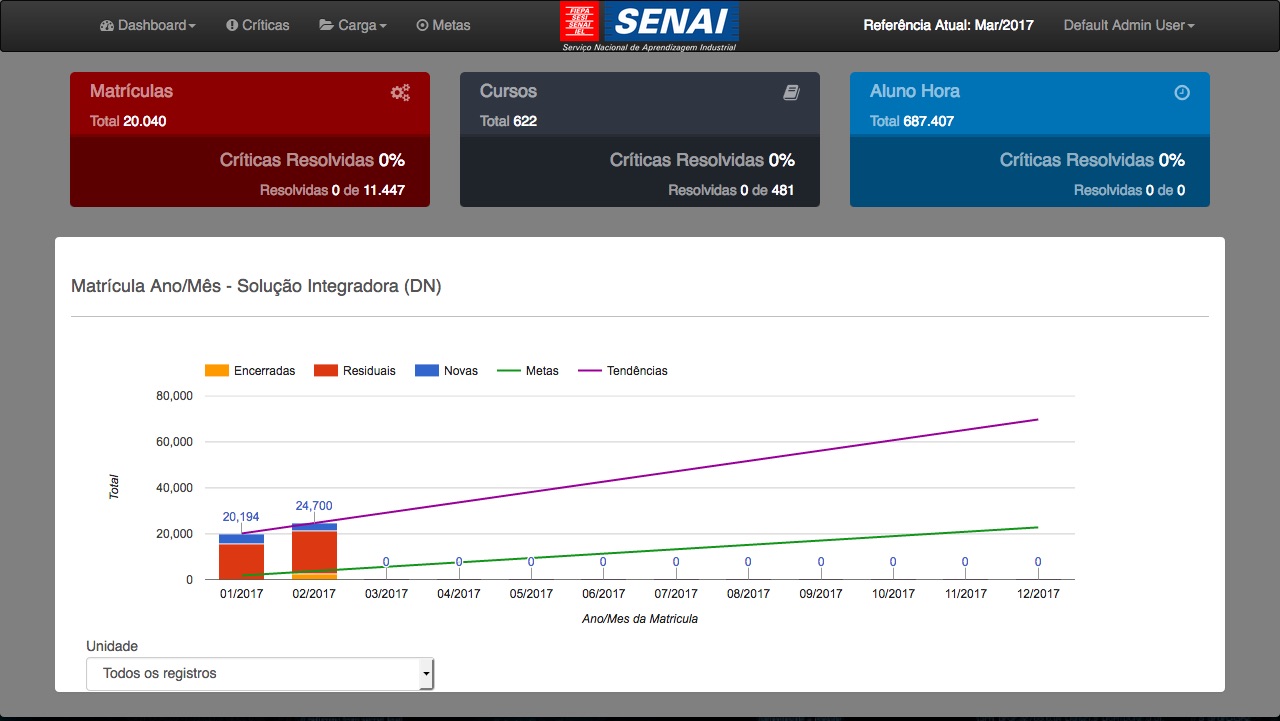 Dashboard Críticas Carga Metas
FIEPA
SESI
SENAI
IEL
SENAI
Serviço Nacional de Aprendizagem Industrial
Referência Atual: Mar/2017 Default Admin User
Matrículas
Total 20.040
Críticas Resolvidas 0%
Resolvidas 0 de 11.447
Cursos
Total 622
Críticas Resolvidas 0%
Resolvidas 0 de 481
Aluno Hora
Total 687.407
Críticas Resolvidas 0%
Resolvidas 0 de 0
Matrícula Ano/Mês - Solução Integradora (DN)
Encerradas Residuais Novas Metas Tendências
80,000
60,000
40,000
20,000
0
Total
20,194 24,700 0 0 0 0 0 0 0 0 0 0
01/2017 02/2017 03/2017 04/2017 05/2017 06/2017 07/2017 08/2017 09/2017 10/2017 11/2017 12/2017
Ano/Mes da Matricula
Unidade
Todos os registros